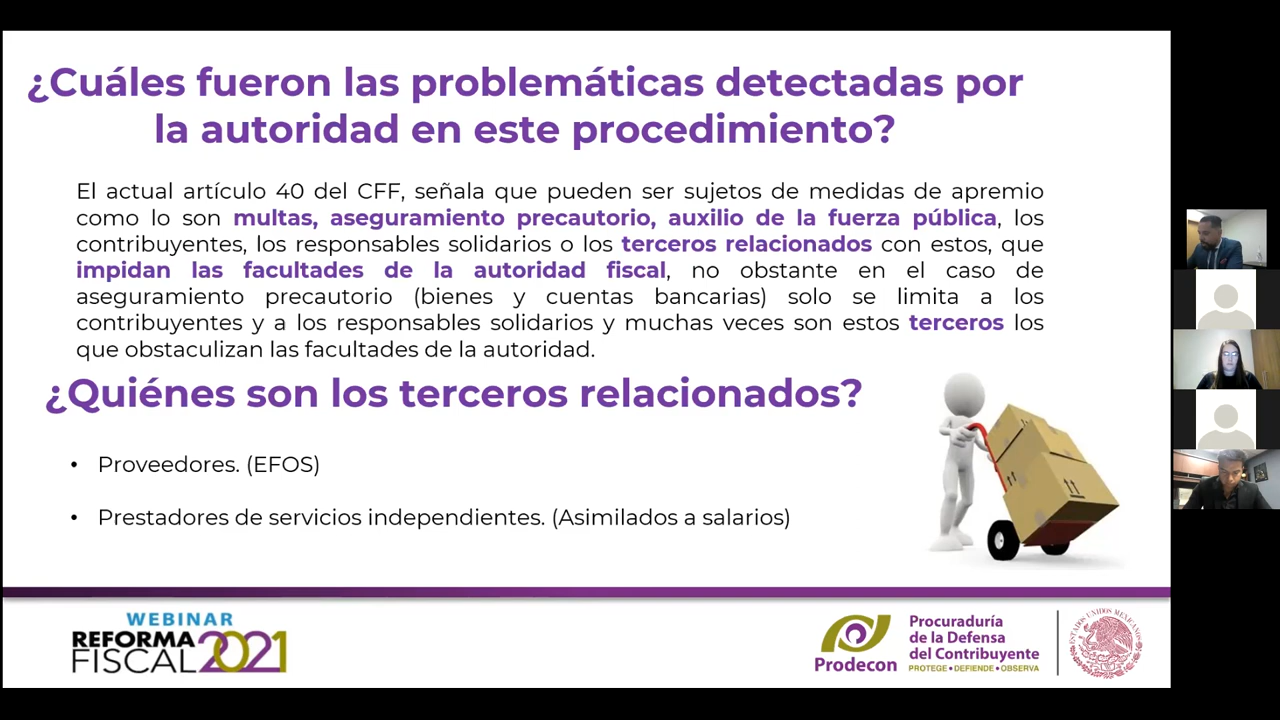 ¿Cuáles fueron las problemáticas detectadas por
la autoridad en este procedimiento?
El actual artículo 40 del CFF, señala que pueden ser sujetos de medidas de apremio
como lo son multas, aseguramiento precautorio, auxilio de la fuerza pública, los
contribuyentes, los responsables solidarios o los terceros relacionados con estos, que
impidan las facultades de la autoridad fiscal, no obstante en el caso de
aseguramiento precautorio (bienes y cuentas bancarias) solo se limita a los
contribuyentes y a los responsables solidarios y muchas veces son estos terceros los
que obstaculizan las facultades de la autoridad.
¿Quiénes son los terceros relacionados?
• Proveedores. (EFOS)
• Prestadores de servicios independientes. (Asimilados a salarios)
WEBINAR
REFORMA
FISCAL 2021
Prodecon
Procuraduría
de la Defensa
del Contribuyente
PROTEGE • DEFIENDE • OBSERVA
ESTADOS UNIDOS MEXICANOS